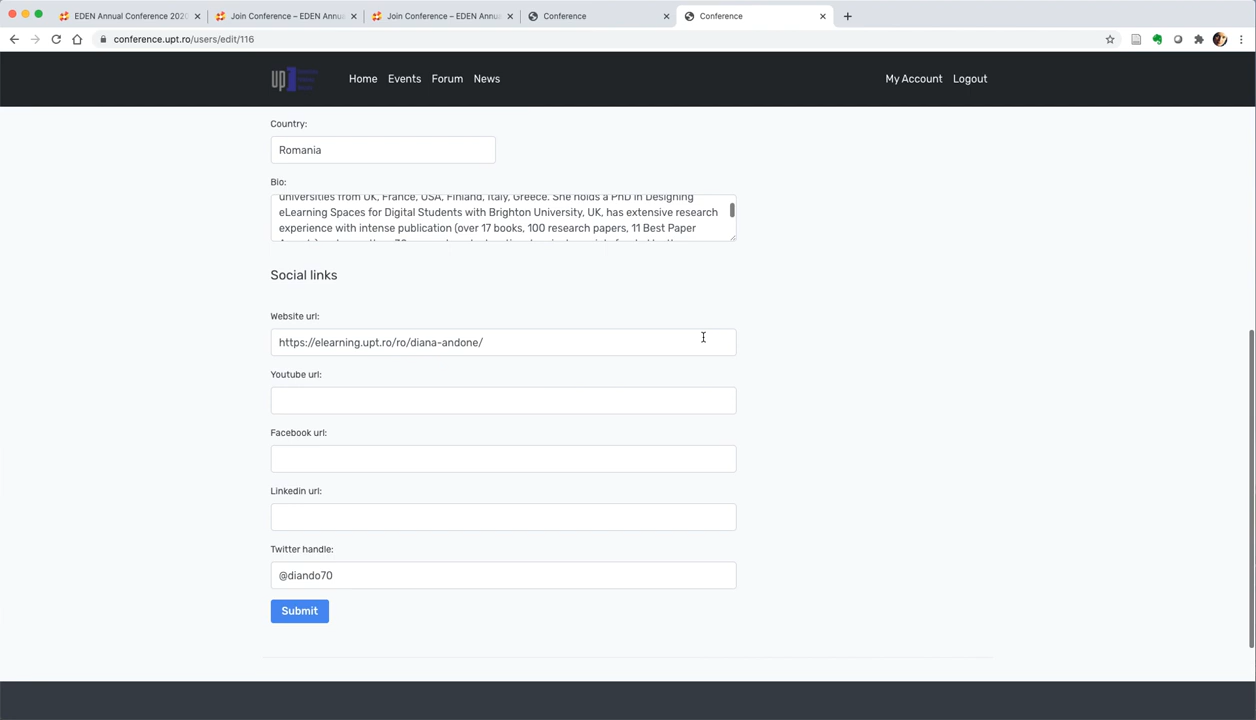 EDEN Annual Conference 2020
Join Conference – EDEN Annua
Join Conference – EDEN Annua
Conference
Conference
conference.upt.ro/users/edit/116
up
Home
Events
Forum
News
My Account
Logout
Country:
Romania
Bio:
universities from UK, France, USA, Finland, Italy, Greece. She holds a PhD in Designing
eLearning Spaces for Digital Students with Brighton University, UK, has extensive research
experience with intense publication (over 17 books, 100 research papers, 11 Best Paper
Social links
Website url:
https://elearning.upt.ro/ro/diana-andone/
Youtube url:
Facebook url:
Linkedin url:
Twitter handle:
@diando70
Submit